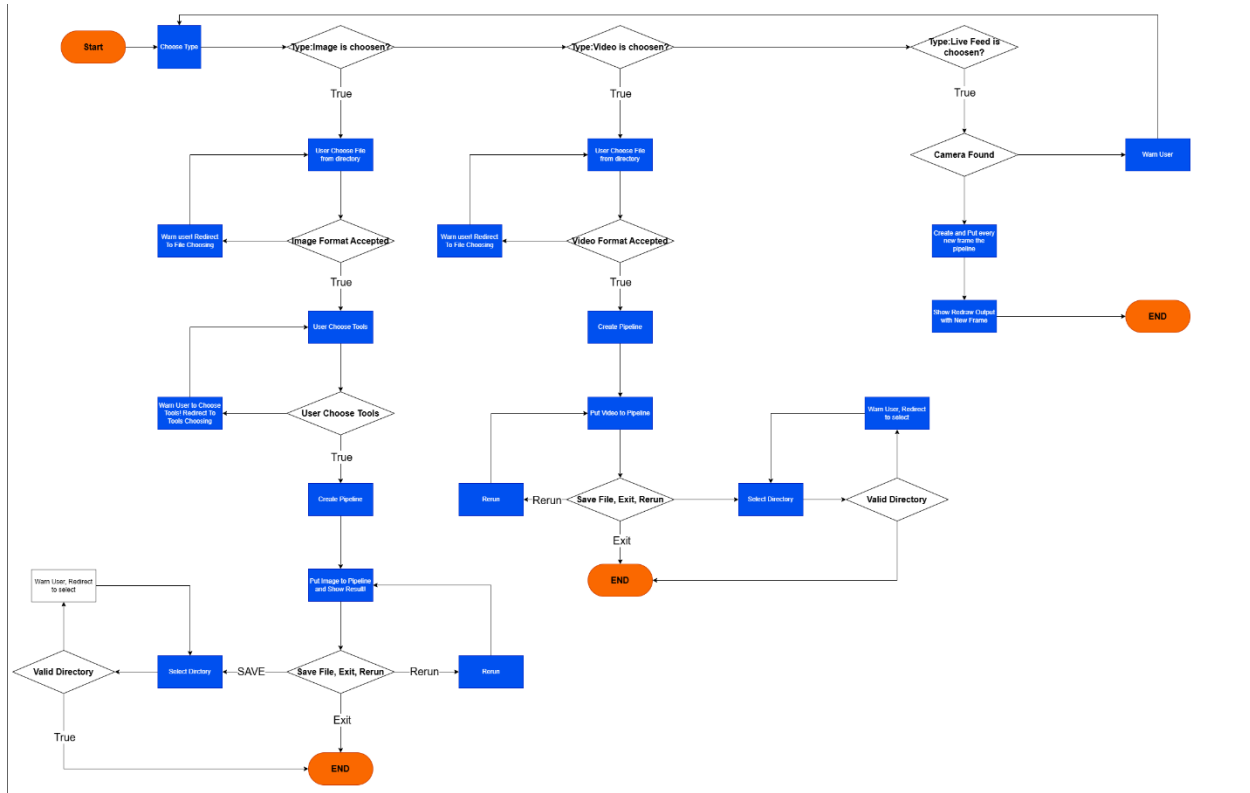 Start
Choose Type
Type:Image is choosen?
Type:Video is choosen?
Type:Live Feed is
choosen?
True
True
True
User Choose File
from directory
User Choose File
from directory
Camera Found
Warn User
Warn user! Redirect
To File Choosing
Image Format Accepted
Warn user! Redirect
To File Choosing
Video Format Accepted
Create and Put every
new frame the
pipeline
True
True
User Choose Tools
Create Pipeline
Show Redraw Output
with New Frame
END
Warn User to Choose
Tools! Redirect To
Tools Choosing
User Choose Tools
Put Video to Pipeline
Warn User, Redirect
to select
True
Create Pipeline
Rerun
Rerun
Save File, Exit, Rerun
Select Directory
Valid Directory
Exit
END
Warn User, Redirect
to select
Put Image to Pipeline
and Show Result!
Valid Directory
Select Dirctory
SAVE
Save File, Exit, Rerun
Rerun
Rerun
Exit
True
END